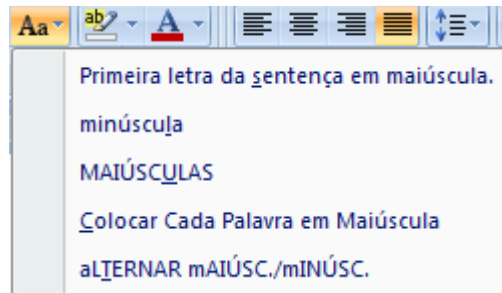 Aa ab A
Primeira letra da sentença em maiúscula.
minúscula
MAIÚSCULAS
Colocar Cada Palavra em Maiúscula
aLTERNAR mAIÚSC./mINÚSC.